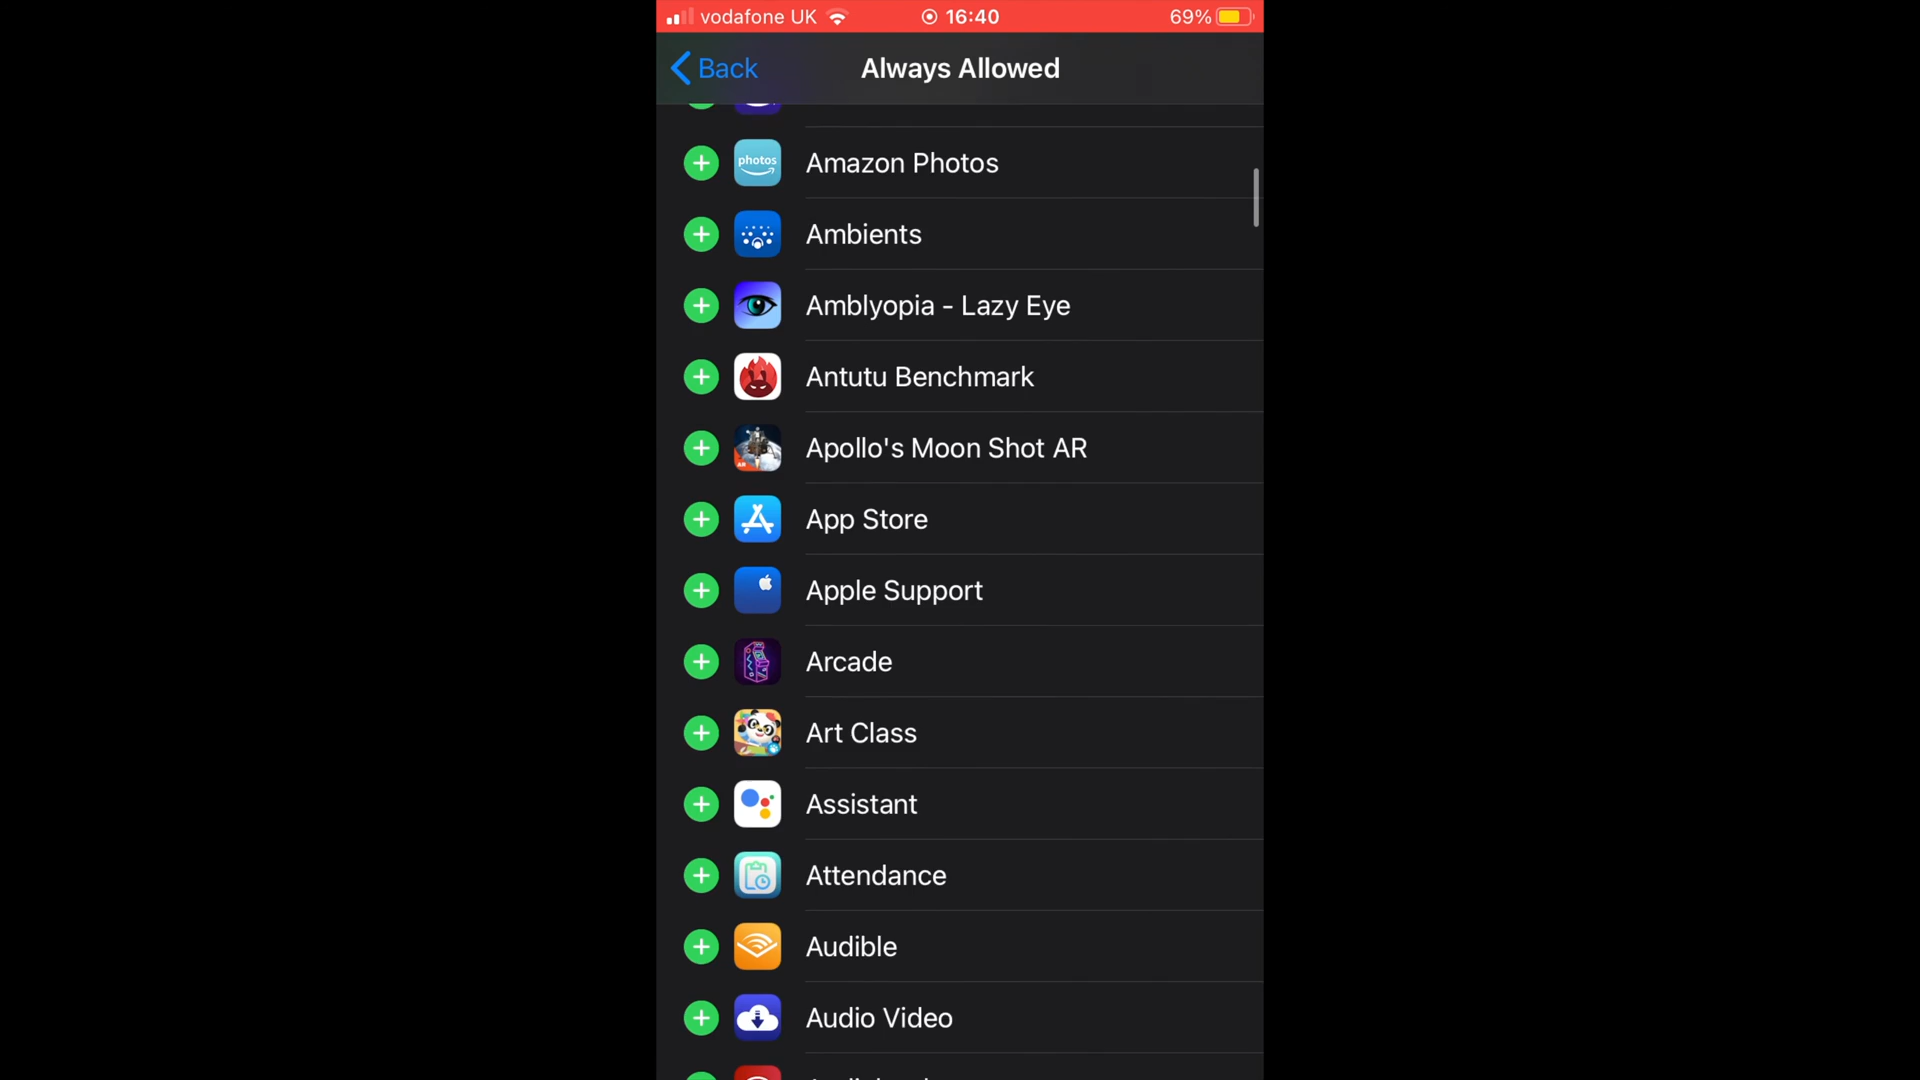 vodafone UK 16:40 69%
Back Always Allowed
photos Amazon Photos
Ambients
Amblyopia - Lazy Eye
Antutu Benchmark
Apollo's Moon Shot AR
App Store
Apple Support
Arcade
Art Class
Assistant
Attendance
Audible
Audio Video